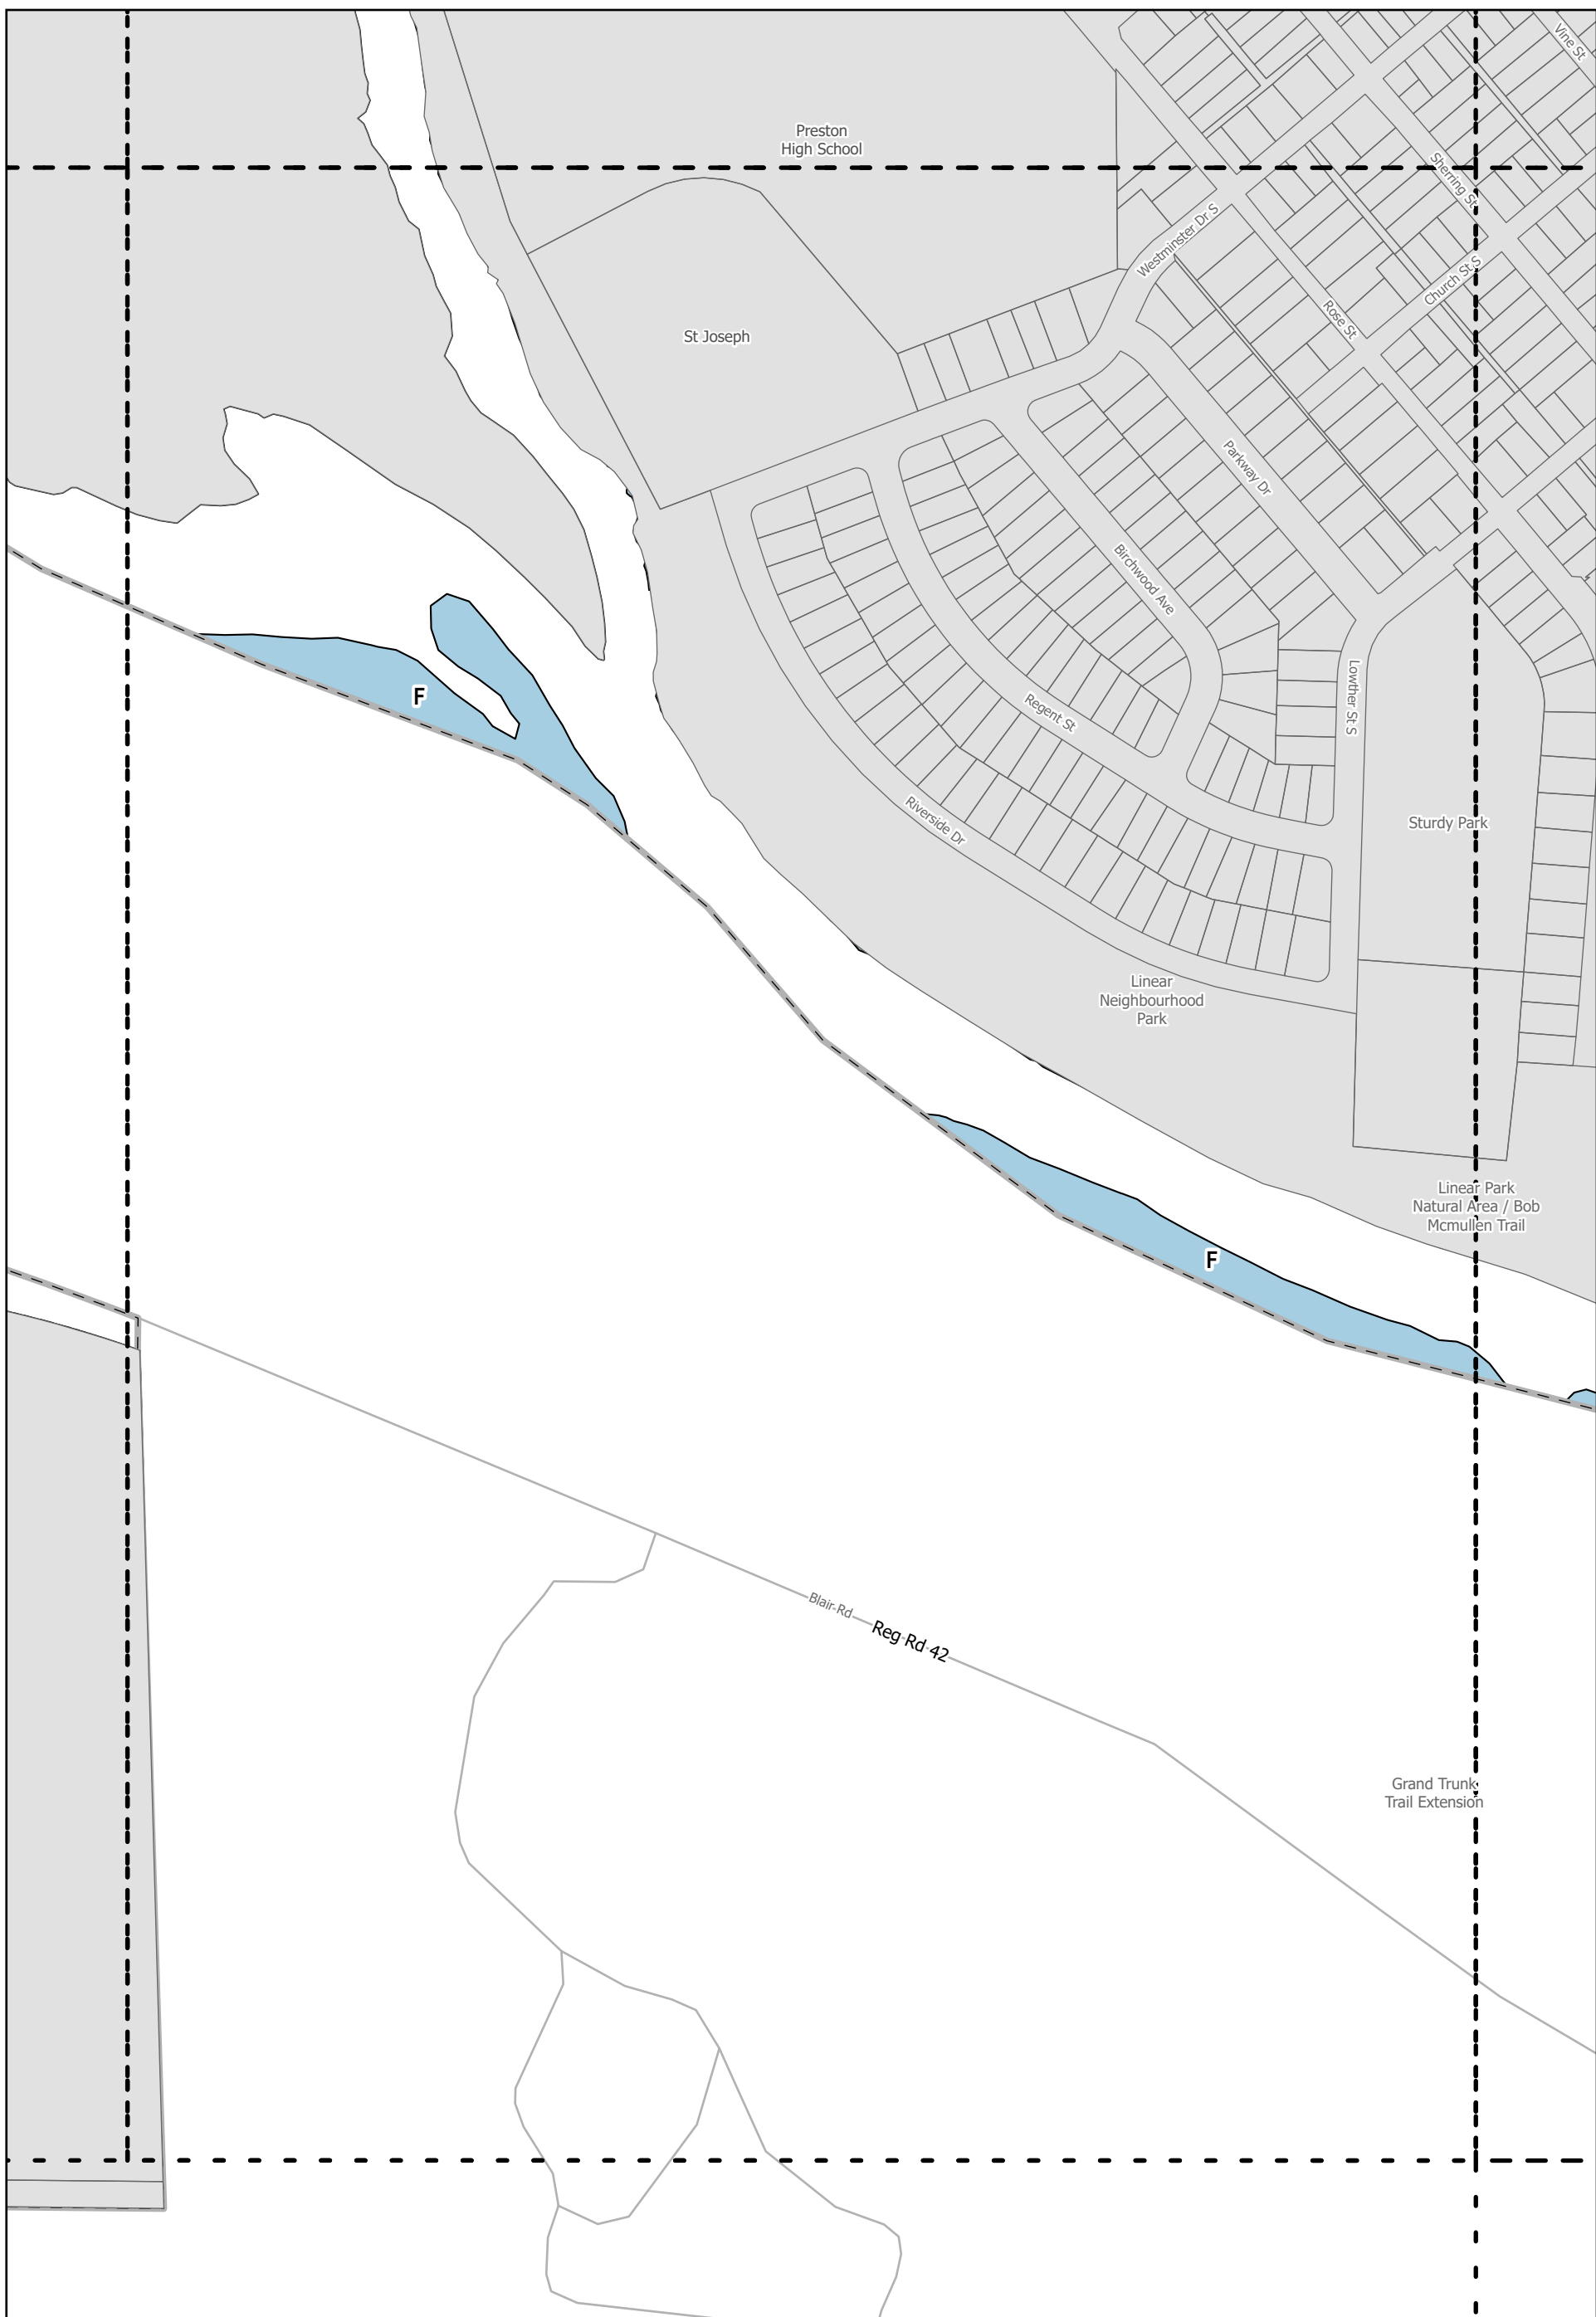 Vine St
Preston
High School
Sherring St
Westminster Dr S
Church St S
Rose St
St Joseph
Parkway Dr
Birchwood Ave
F
Lowther St S
Regent St
Riverside Dr
Sturdy Park
Linear
Neighbourhood
Park
Linear Park
Natural Area / Bob
Mcmullen Trail
F
Blair Rd
Reg Rd 42
Grand Trunk
Trail Extension